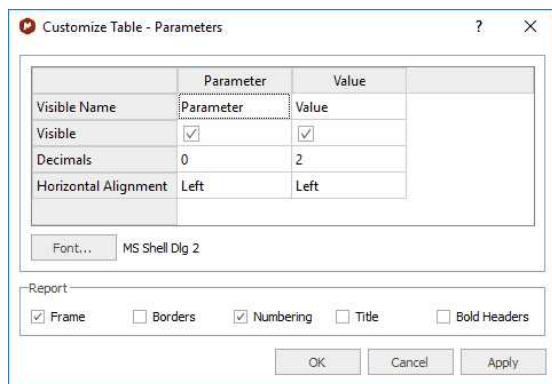 Customize Table - Parameters ?
Parameter Value
Visible Name Parameter Value
Visible
Decimals 0 2
Horizontal Alignment Left Left
Font... MS Shell Dlg 2
Report
Frame Borders Numbering Title Bold Headers
OK Cancel Apply